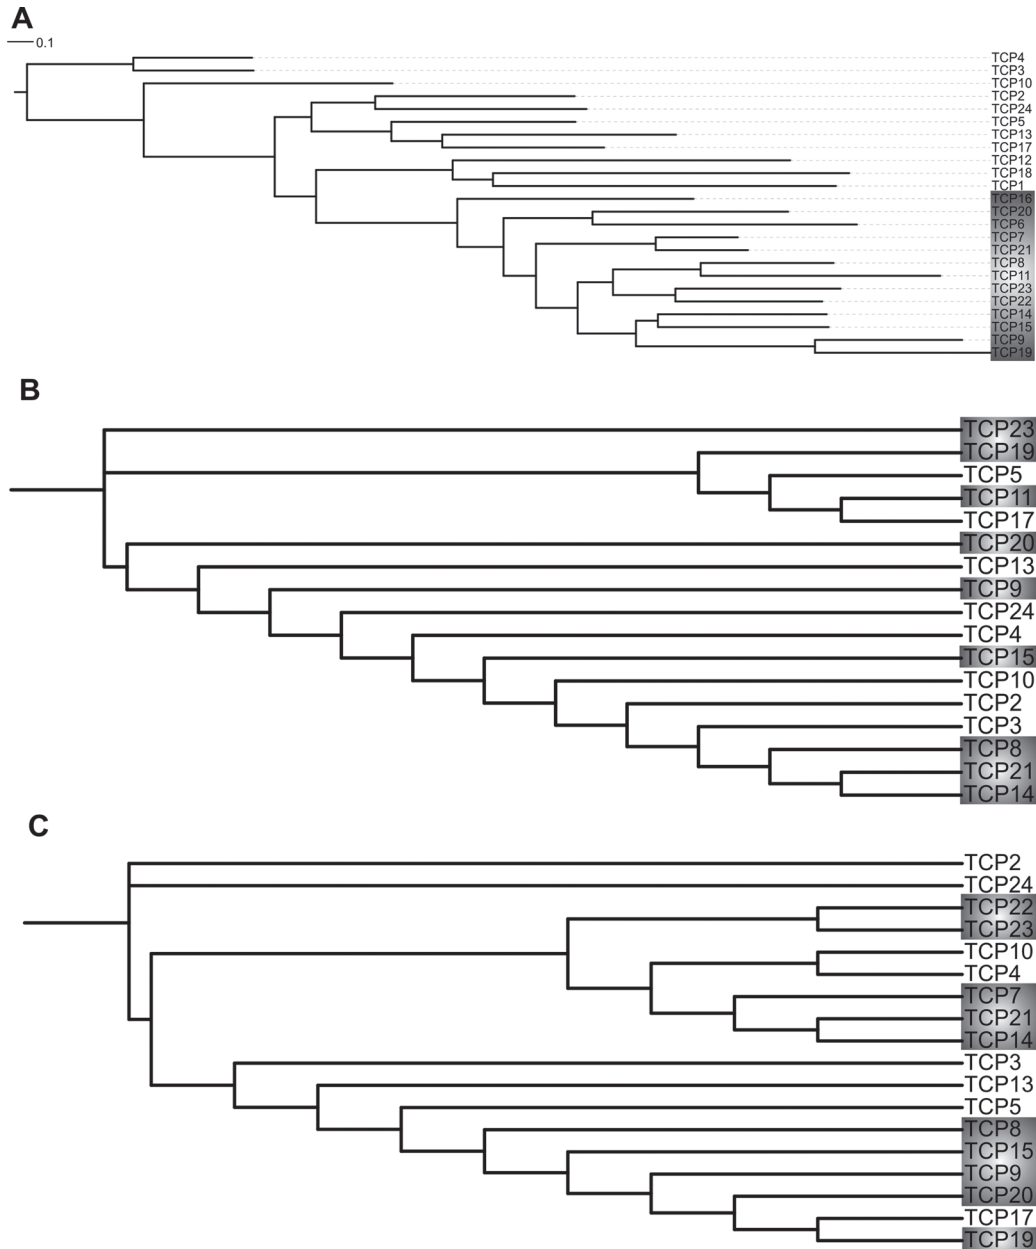 A
0.1
TCP4
TCP3
TCP10
TCP2
TCP24
TCP5
TCP13
TCP17
TCP12
TCP18
TCP1
TCP16
TCP20
TCP6
TCP7
TCP21
TCP8
TCP11
TCP23
TCP22
TCP14
TCP15
TCP9
TCP19
B
TCP23
TCP19
TCP5
TCP11
TCP17
TCP20
TCP13
TCP9
TCP24
TCP4
TCP15
TCP10
TCP2
TCP3
TCP8
TCP21
TCP14
C
TCP2
TCP24
TCP22
TCP23
TCP10
TCP4
TCP7
TCP21
TCP14
TCP3
TCP13
TCP5
TCP8
TCP15
TCP9
TCP20
TCP17
TCP19